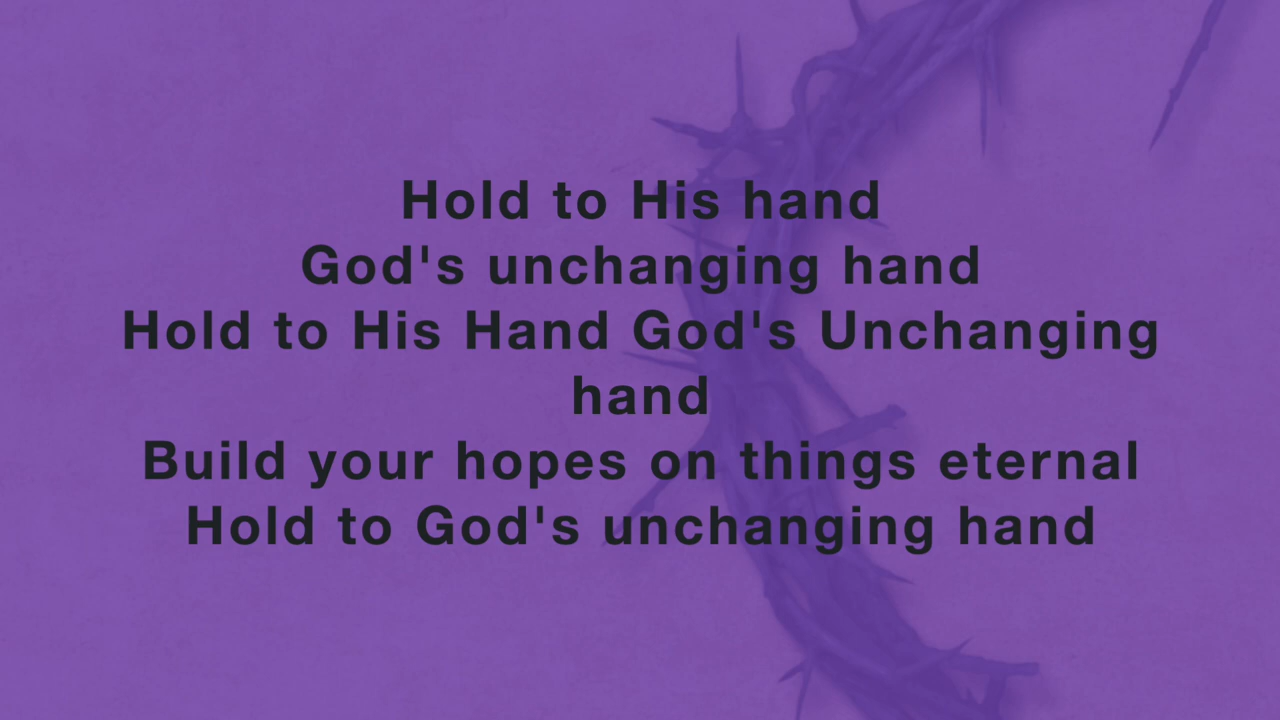 Hold to His hand
God's unchanging hand
Hold to His Hand God's Unchanging
hand
Build your hopes on things eternal
Hold to God's unchanging hand